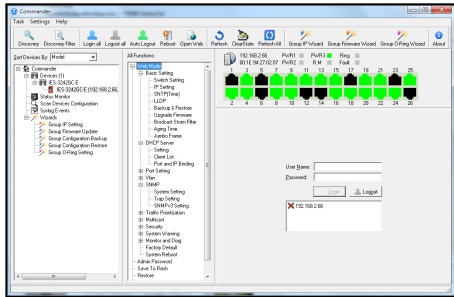 Commander
Task Settings Help
Discovery Discovery Filter Login all Logout all Auto Logout Reboot Open Web Refresh ClearState Refresh All Group IP Wizard Group Firmware Wizard Group O-Ring Wizard About
Sort Devices By: Model
Commander
Devices (1)
IES-3242GC-E
IES-3242GC-E (192.168.2.66,
Status Monitor
Scan Devices Configuration
Syslog Events
Wizards
Group IP Setting
Group Firmware Update
Group Configuration Backup
Group Configuration Restore
Group O-Ring Setting
All Functions:
Web Mode
Basic Setting
Switch Setting
IP Setting
SNTP(Time)
LLDP
Backup & Restore
Upgrade Firmware
Brodcast Storm Filter
Aging Time
Jumbo Frame
DHCP Server
Setting
Client List
Port and IP Binding
Port Setting
Vlan
SNMP
System Setting
Trap Setting
SNMPv3 Setting
Traffic Prioritization
Multicast
Security
System Warning
Monitor and Diag
Factory Default
System Reboot
Admin Password
Save To Flash
Restore
192.168.2.66 PWR1 PWR3 Ring
00:1E:94:27:02:07 PWR2 R.M Fault
1 3 5 7 9 11 13 15 17 19 21 23 25
2 4 6 8 10 12 14 16 18 20 22 24 26
User Name:
Password:
Login Logout
192.168.2.66